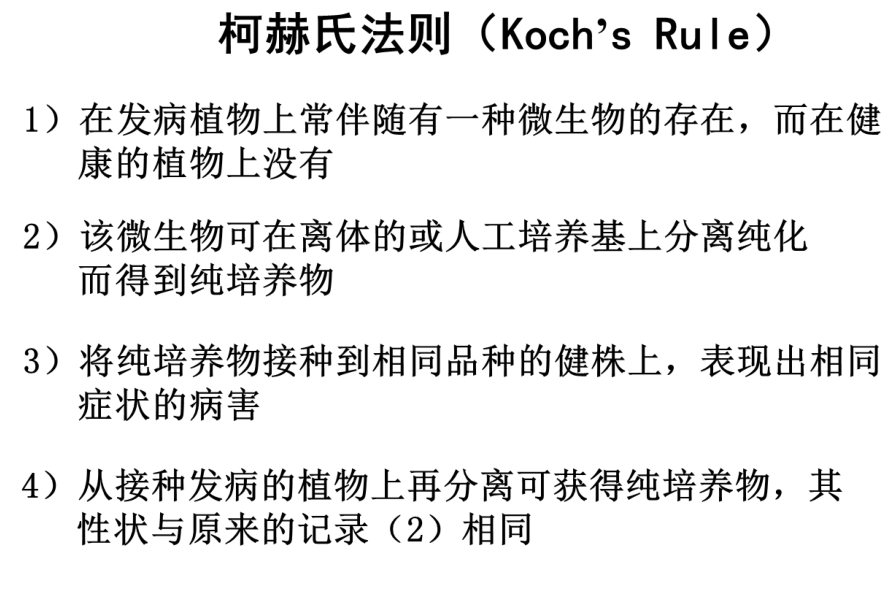 柯赫氏法则（Koch’s Rule）
1）在发病植物上常伴随有一种微生物的存在，而在健
康的植物上没有
2）该微生物可在离体的或人工培养基上分离纯化
而得到纯培养物
3）将纯培养物接种到相同品种的健株上，表现出相同
症状的病害
4）从接种发病的植物上再分离可获得纯培养物，其
性状与原来的记录（2）相同